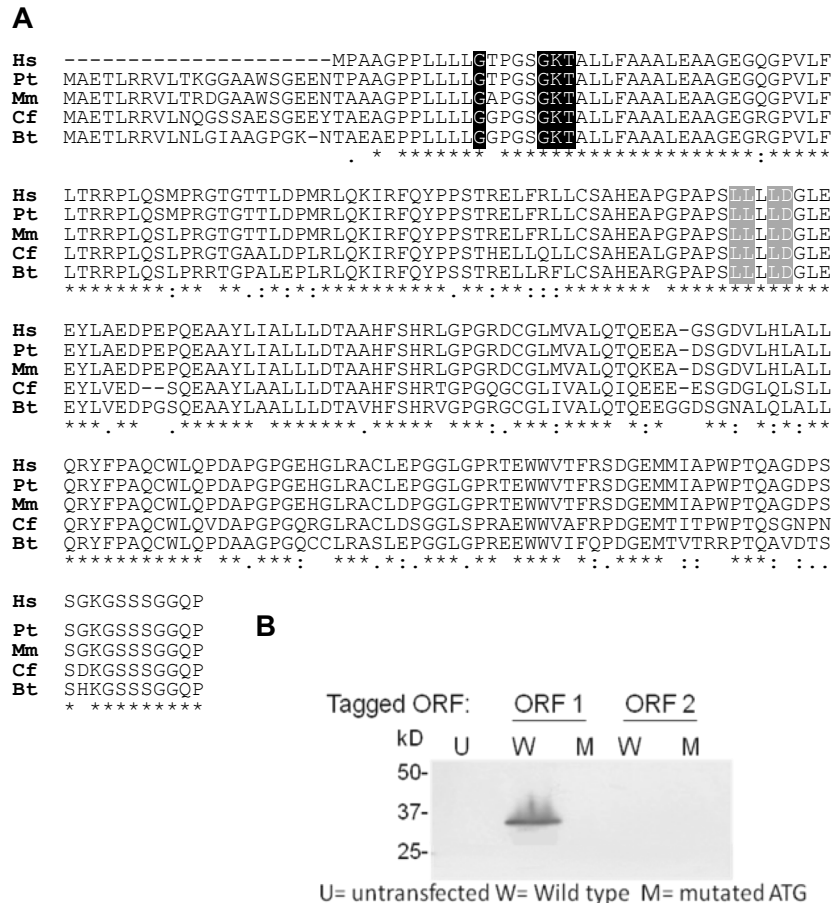 A
Hs ---------------------MPAAGPPLLLLGTPGSGKTALLFAAALEAAGEGQGPVLF
Pt MAETLRRVLTKGGAAWSGEENTPAAGPPLLLLGTPGSGKTALLFAAALEAAGEGQGPVLF
Mm MAETLRRVLTRDGAAWSGEENTAAAGPPLLLLGAPGSGKTALLFAAALEAAGEGQGPVLF
Cf MAETLRRVLNQGSSAESGEEYTAEAGPPLLLLGTPGSGKTALLFAAALEAAGEGRGPVLF
Bt MAETLRRVLNLGIAAGPGK-NTAEAEPPLLLLGGPGSGKTALLFAAALEAAGEGRGPVLF
. * ******* ********************:*****
Hs LTRRPLQSMPRGTGTTLDPMRLQKIRFQYPPSTRELFRLLCSAHEAPGPAPSLLLLDGLE
Pt LTRRPLQSMPRGTGTTLDPMRLQKIRFQYPPSTRELFRLLCSAHEAPGPAPSLLLLDGLE
Mm LTRRPLQSLPRGTGTTLDPMRLQKIRFQYPPSTRELFRLLCSAHEAPGPAPSLLLLDGLE
Cf LTRRPLQSLPRGTGAALDPLRLQKIRFQYPPSTHELLQLLCSAHEALGPAPSLLLLDGLE
Bt LTRRPLQSLPRRTGPALEPLRLQKIRFQYPSSTRELLRFLCSAHEARGPAPSLLLLDGLE
********:** ** .:*:*:**********.**:**:::******* *************
Hs EYLAEDPEPQEAAYLIALLLDTAAHFSHRLGPGRDCGLMVALQTQEEA-GSGDVLHLALL
Pt EYLAEDPEPQEAAYLIALLLDTAAHFSHRLGPGRDCGLMVALQTQEEA-DSGDVLHLALL
Mm EYLAEDPEPQEAAYLIALLLDTAAHFSHRLGPGRDCGLMVALQTQKEA-DSGDVLHLALL
Cf EYLVED--SQEAAYLAALLLDTAAHFSHRTGPGQGCGLIVALQIQEEE-ESGDGLQLSLL
Bt EYLVEDPGSQEAAYLAALLLDTAVHFSHRVGPGRGCGLIVALQTQEEGGDSGNALQLALL
***.** .****** *******.***** ***:.***:**** *:* **: *:*:**
Hs QRYFPAQCWLQPDAPGPGEHGLRACLEPGGLGPRTEWWVTFRSDGEMMIAPWPTQAGDPS
Pt QRYFPAQCWLQPDAPGPGEHGLRACLEPGGLGPRTEWWVTFRSDGEMMIAPWPTQAGDPS
Mm QRYFPAQCWLQPDAPGPGEHGLRACLEPGGLGPRTEWWVTFRSDGEMMIAPWPTQAGDPS
Cf QRYFPAQCWLQVDAPGPGQRGLRACLDSGGLSPRAEWWVAFRPDGEMTITPWPTQSGNPN
Bt QRYFPAQCWLQPDAAGPGQCCLRASLEPGGLGPREEWWVIFQPDGEMTVTRRPTQAVDTS
*********** **.***: ***.*:.***.** **** *:.**** :: ***: :..
Hs SGKGSSSGGQP
Pt SGKGSSSGGQP
Mm SGKGSSSGGQP
Cf SDKGSSSGGQP
Bt SHKGSSSGGQP
* *********
B
Tagged ORF: ORF 1 ORF 2
kD U W M W M
50-
37-
25-
U= untransfected W= Wild type M= mutated ATG